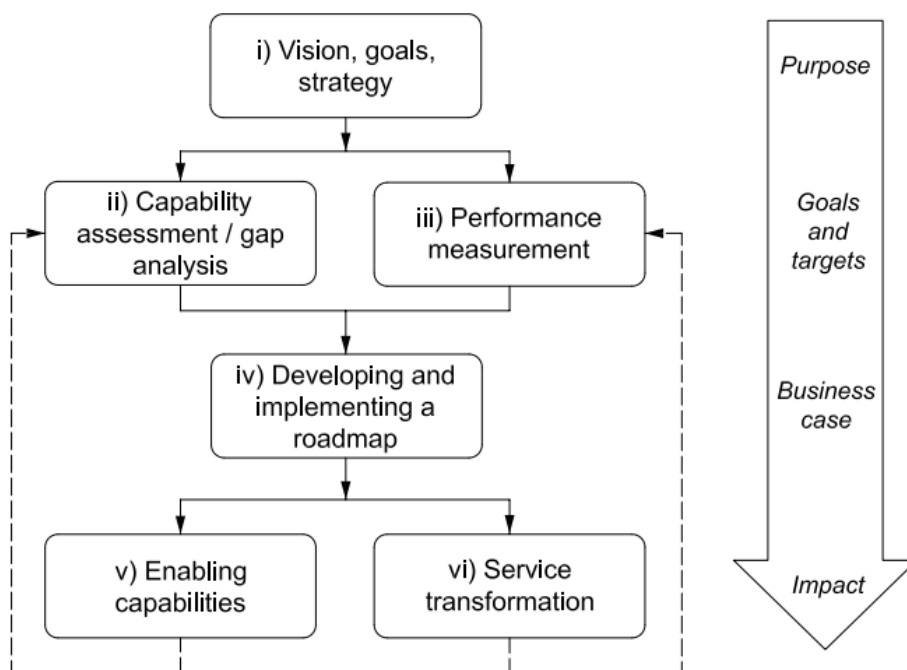 i) Vision, goals,
strategy
Purpose
ii) Capability
assessment / gap
analysis
iii) Performance
measurement
Goals
and
targets
iv) Developing and
implementing a
roadmap
Business
case
v) Enabling
capabilities
vi) Service
transformation
Impact